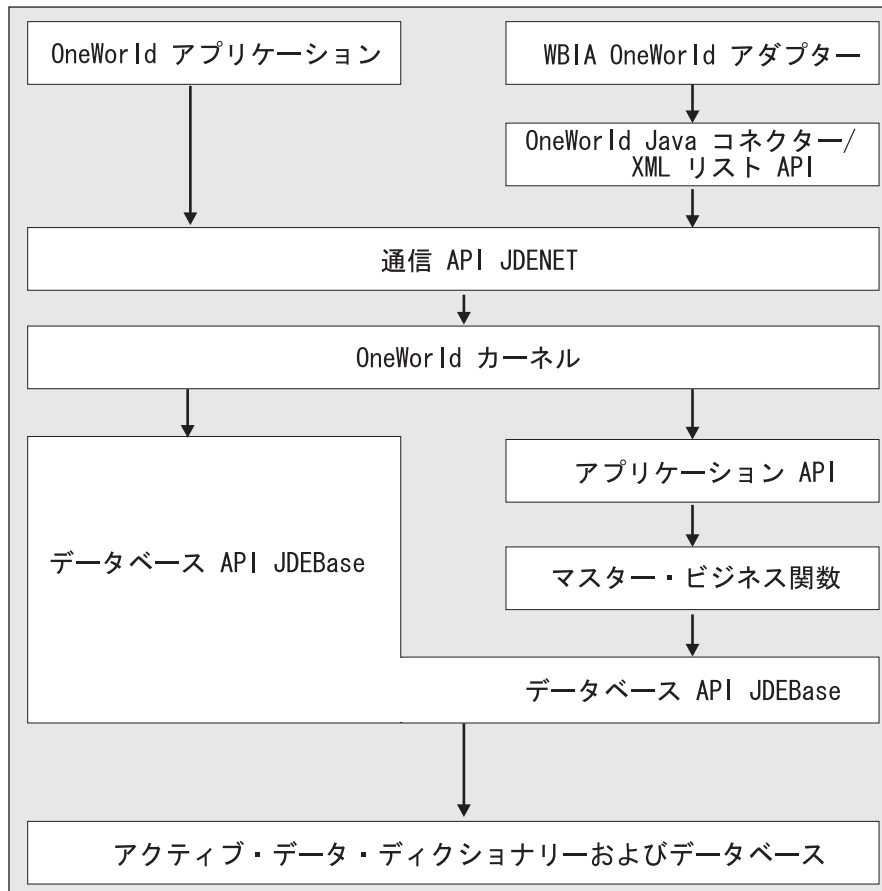 OneWorld アプリケーション
WBIA OneWorld アダプター
OneWorld Java コネクター/
XML リスト API
通信 API JDENET
OneWorld カーネル
アプリケーション API
データベース API JDEBase
マスター・ビジネス関数
データベース API JDEBase
アクティブ・データ・ディクショナリーおよびデータベース